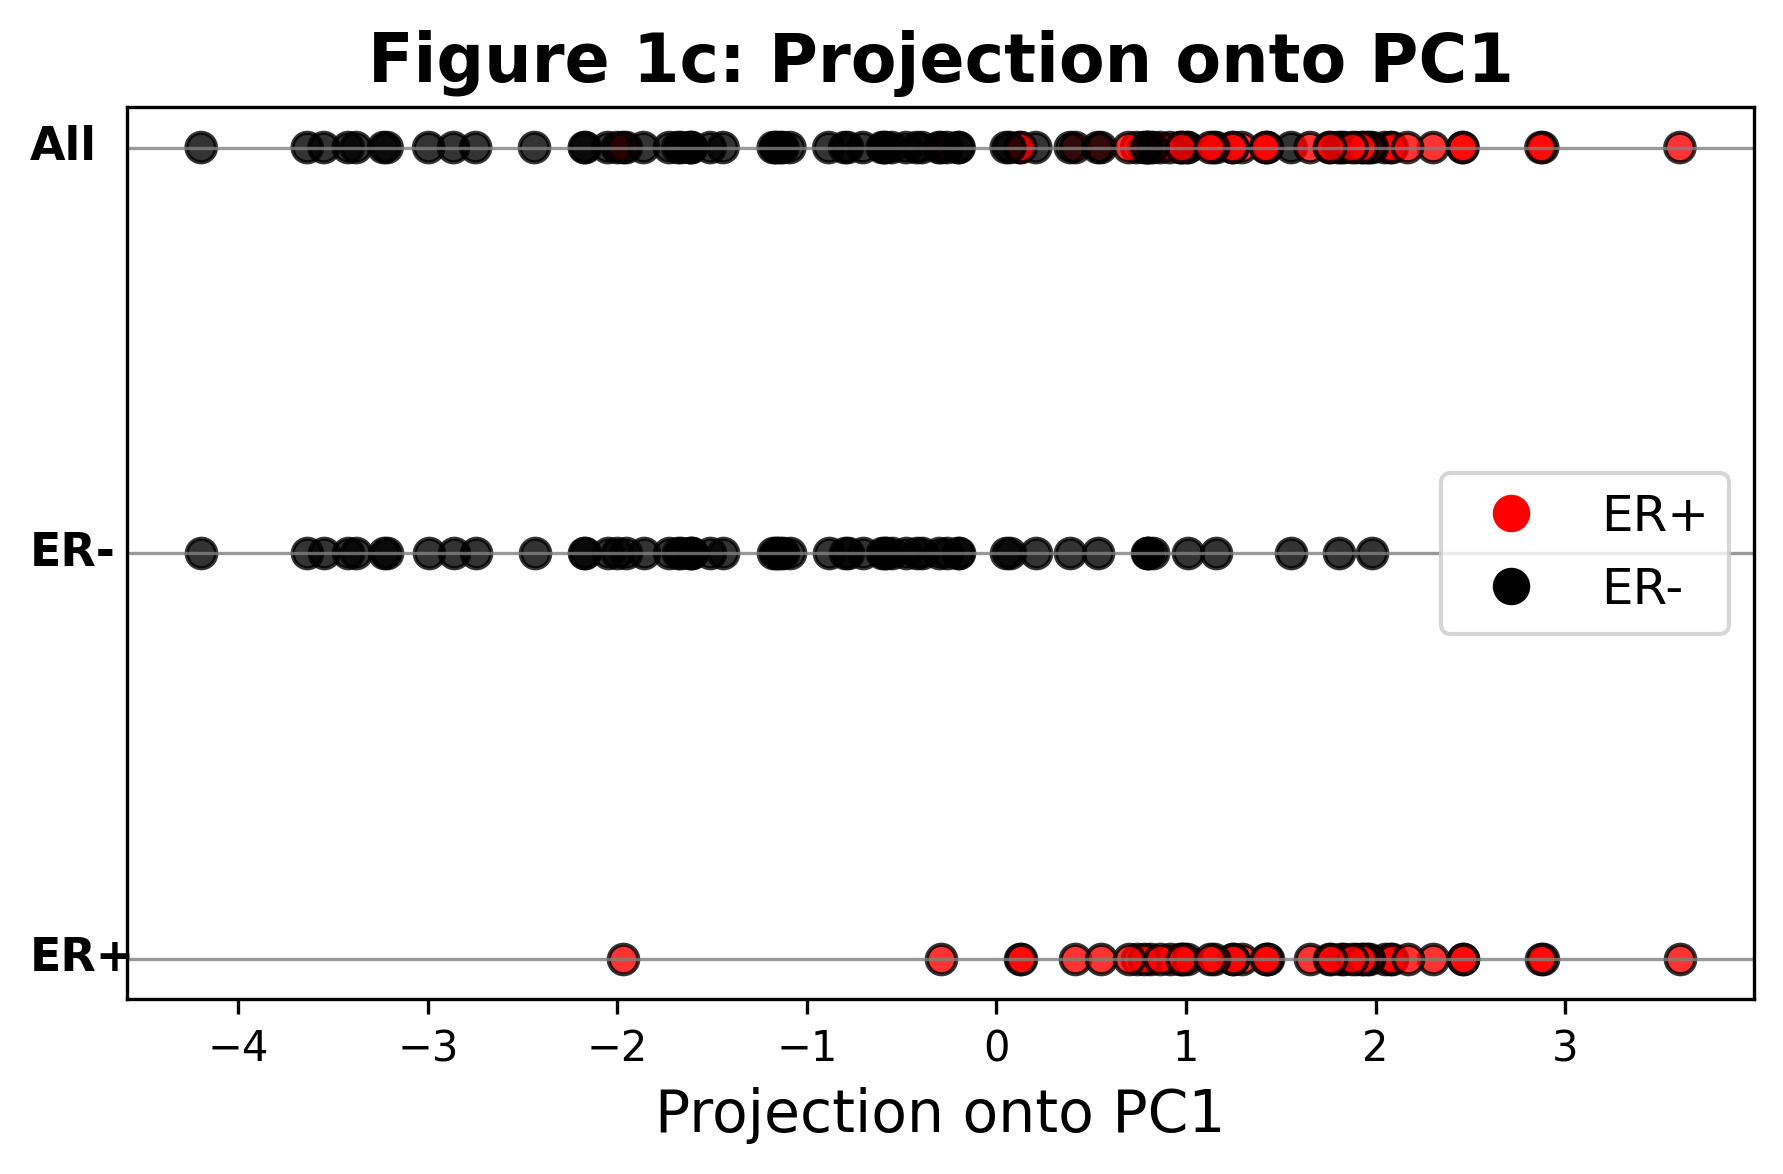 Figure 1c: Projection onto PC1
All
ER-
ER+
ER+
ER-
−4 −3 −2 −1 0 1 2 3
Projection onto PC1